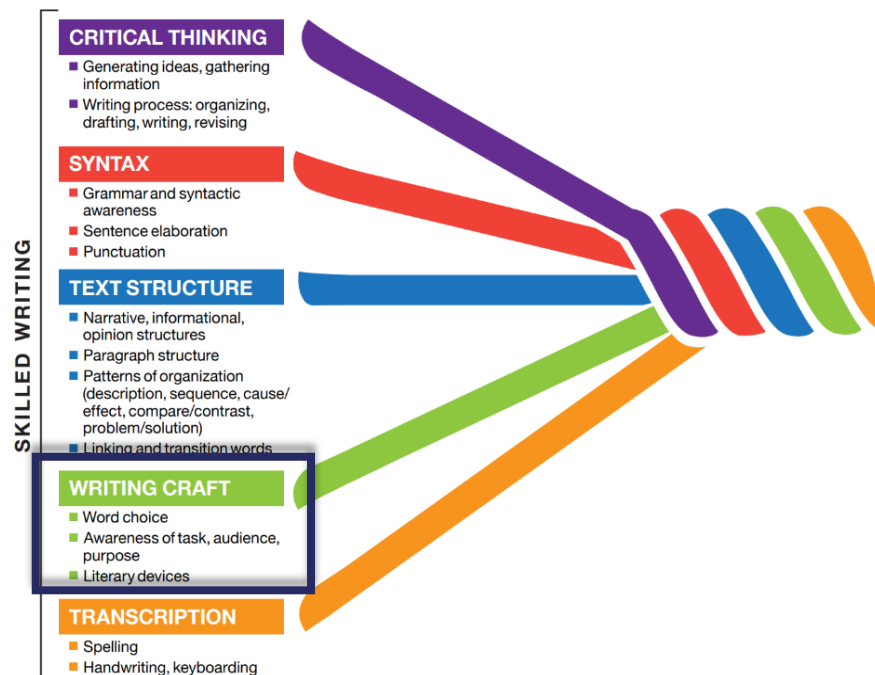 SKILLED WRITING
CRITICAL THINKING
Generating ideas, gathering
information
Writing process: organizing,
drafting, writing, revising
SYNTAX
Grammar and syntactic
awareness
Sentence elaboration
Punctuation
TEXT STRUCTURE
Narrative, informational,
opinion structures
Paragraph structure
Patterns of organization
(description, sequence, cause/
effect, compare/contrast,
problem/solution)
Linking and transition words
WRITING CRAFT
Word choice
Awareness of task, audience,
purpose
Literary devices
TRANSCRIPTION
Spelling
Handwriting, keyboarding